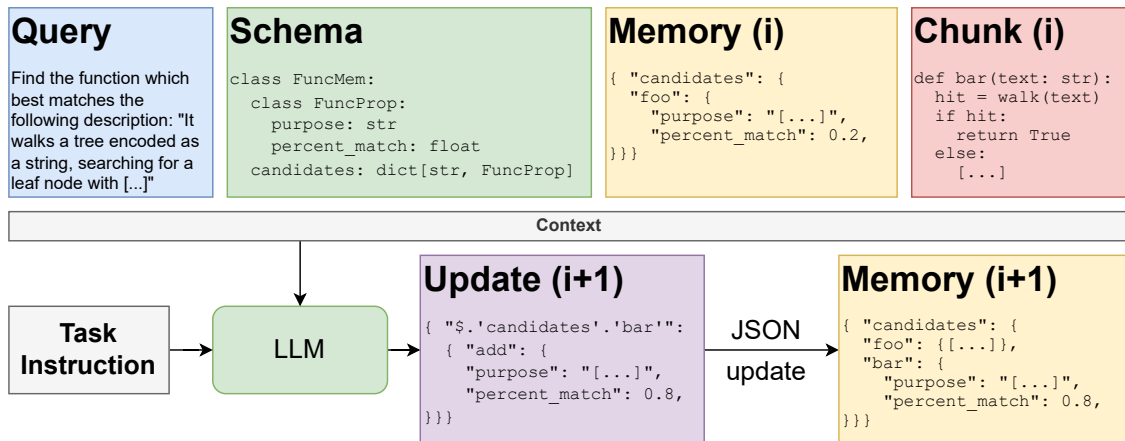 Query
Find the function which
best matches the
following description: "It
walks a tree encoded as
a string, searching for a
leaf node with [...]"
Schema
class FuncMem:
  class FuncProp:
    purpose: str
    percent_match: float
  candidates: dict[str, FuncProp]
Memory (i)
{ "candidates": {
  "foo": {
    "purpose": "[...]",
    "percent_match": 0.2,
}}}
Chunk (i)
def bar(text: str):
  hit = walk(text)
  if hit:
    return True
  else:
    [...]
Context
Task
Instruction
LLM
Update (i+1)
{ "$.'candidates'.'bar'":
  { "add": {
    "purpose": "[...]",
    "percent_match": 0.8,
}}}
JSON
update
Memory (i+1)
{ "candidates": {
  "foo": {[...]},
  "bar": {
    "purpose": "[...]",
    "percent_match": 0.8,
}}}